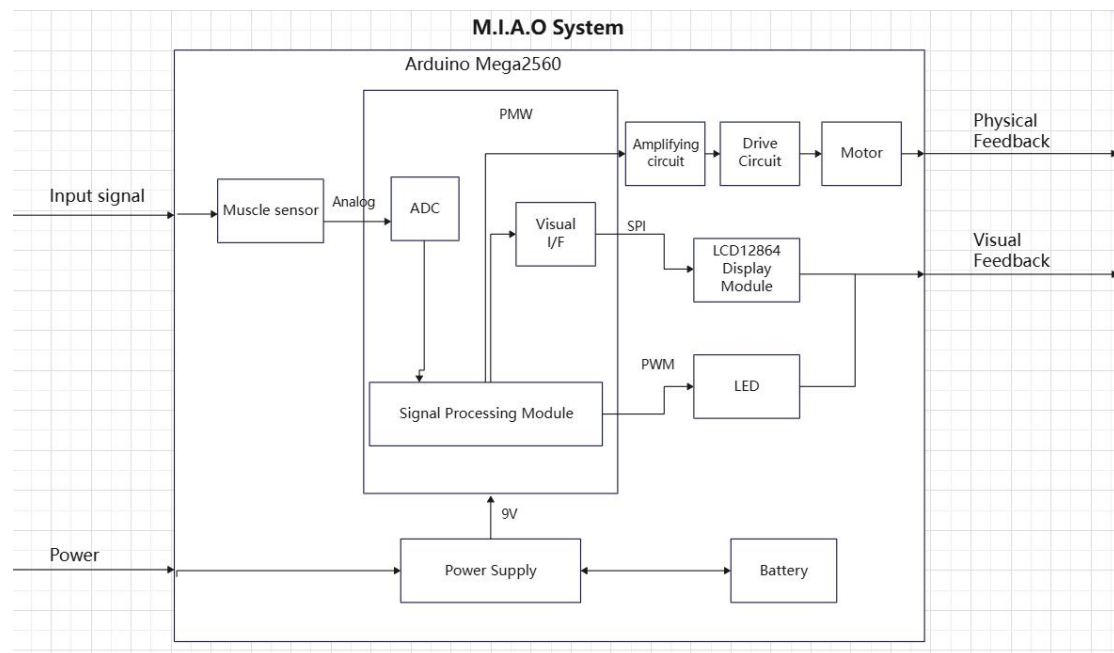 M.I.A.O System
Arduino Mega2560
PMW
Physical
Feedback
Amplifying
circuit
Drive
Circuit
Motor
Input signal
Muscle sensor
Analog
ADC
Visual
I/F
SPI
LCD12864
Display
Module
Visual
Feedback
PWM
LED
Signal Processing Module
9V
Power
Power Supply
Battery